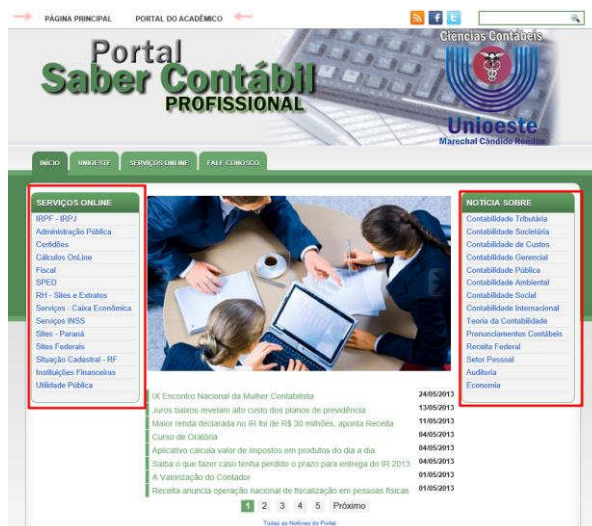 PÁGINA PRINCIPAL PORTAL DO ACADÊMICO
Portal
Saber Contábil
PROFISSIONAL
Ciências Contábeis
Unioeste
Marechal Cândido Rondon
INÍCIO UNIOESTE SERVIÇOS ONLINE FALE CONOSCO
SERVIÇOS ONLINE
IRPF - IRPJ
Administração Pública
Certidões
Cálculos OnLine
Fiscal
SPED
RH - Sites e Extratos
Serviços - Caixa Econômica
Serviços INSS
Sites - Paraná
Sites Federais
Situação Cadastral - RF
Instituições Financeiras
Utilidade Pública
IX Encontro Nacional da Mulher Contabilista 24/05/2013
Juros baixos revelam alto custo dos planos de previdência 13/05/2013
Maior renda declarada no IR foi de R$ 30 milhões, aponta Receita 11/05/2013
Curso de Oratória 04/05/2013
Aplicativo calcula valor de impostos em produtos do dia a dia 04/05/2013
Saiba o que fazer caso tenha perdido o prazo para entrega do IR 2013 04/05/2013
A Valorização do Contador 01/05/2013
Receita anuncia operação nacional de fiscalização em pessoas físicas 01/05/2013
1 2 3 4 5 Próximo
Todas as Notícias do Portal
NOTÍCIA SOBRE
Contabilidade Tributária
Contabilidade Societária
Contabilidade de Custos
Contabilidade Gerencial
Contabilidade Pública
Contabilidade Ambiental
Contabilidade Social
Contabilidade Internacional
Teoria da Contabilidade
Pronunciamentos Contábeis
Receita Federal
Setor Pessoal
Auditoria
Economia